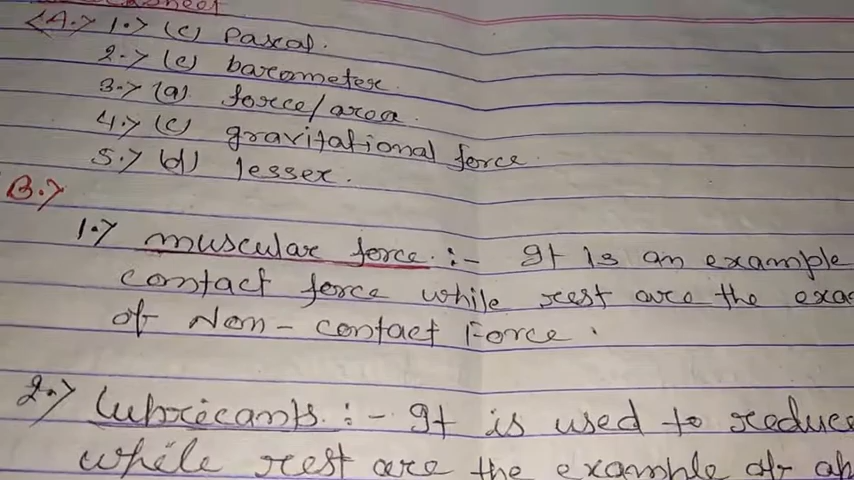 <A.> 1.> (c) Pascal.
2.> (c) barometer.
3.> (a) force/area.
4.> (c) gravitational force.
5.> (d) lesser.
B.>
1.> muscular force :- It is an example
contact force while rest are the exa
of Non-contact Force.
2.> Lubricants :- It is used to reduce
while rest are the example of